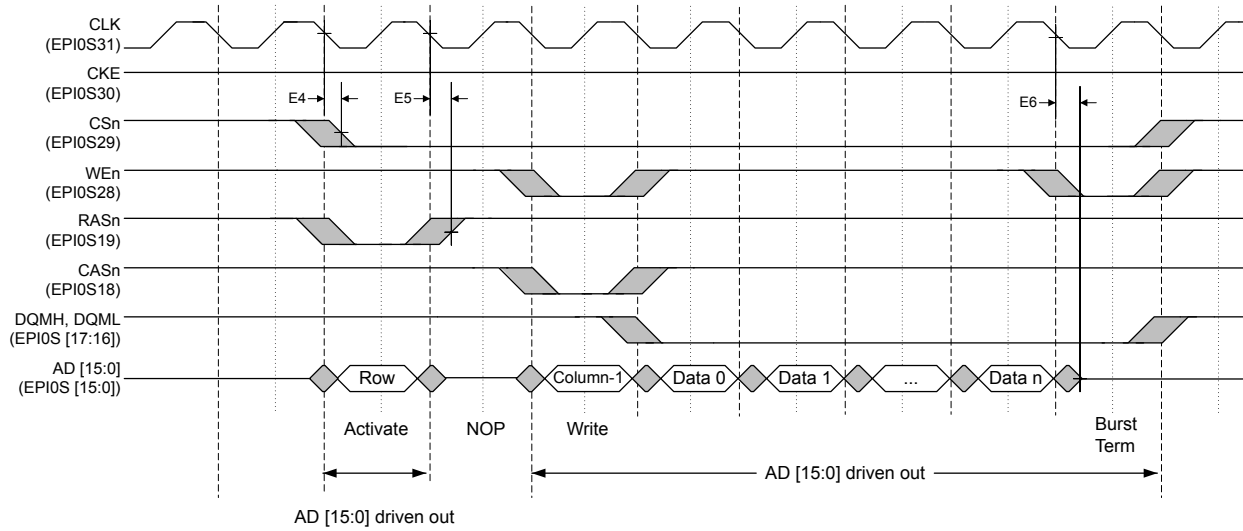 CLK
(EPI0S31)
CKE
(EPI0S30)
E4
E5
E6
CSn
(EPI0S29)
WEn
(EPI0S28)
RASn
(EPI0S19)
CASn
(EPI0S18)
DQMH, DQML
(EPI0S [17:16])
AD [15:0]
(EPI0S [15:0])
Row
Column-1
Data 0
Data 1
...
Data n
Activate
NOP
Write
Burst
Term
AD [15:0] driven out
AD [15:0] driven out